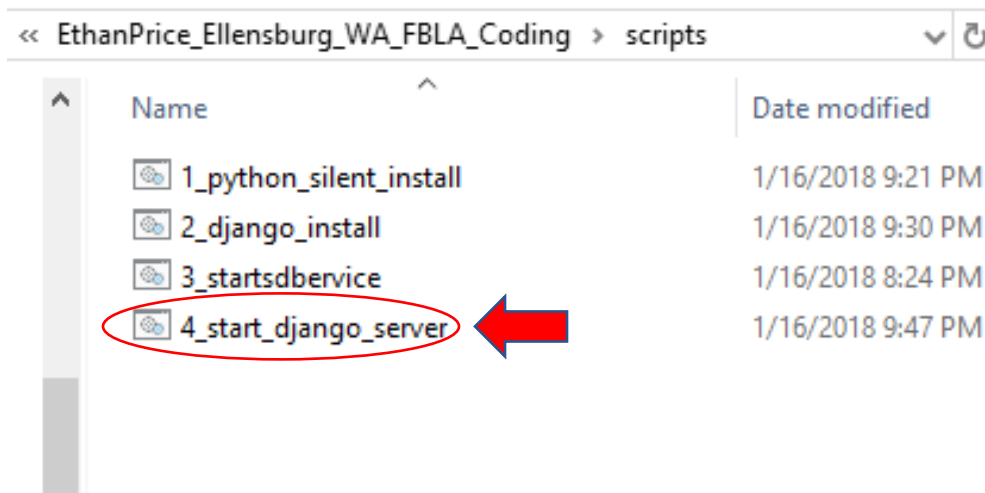 « EthanPrice_Ellensburg_WA_FBLA_Coding > scripts
Name Date modified
1_python_silent_install 1/16/2018 9:21 PM
2_django_install 1/16/2018 9:30 PM
3_startsdbervice 1/16/2018 8:24 PM
4_start_django_server 1/16/2018 9:47 PM